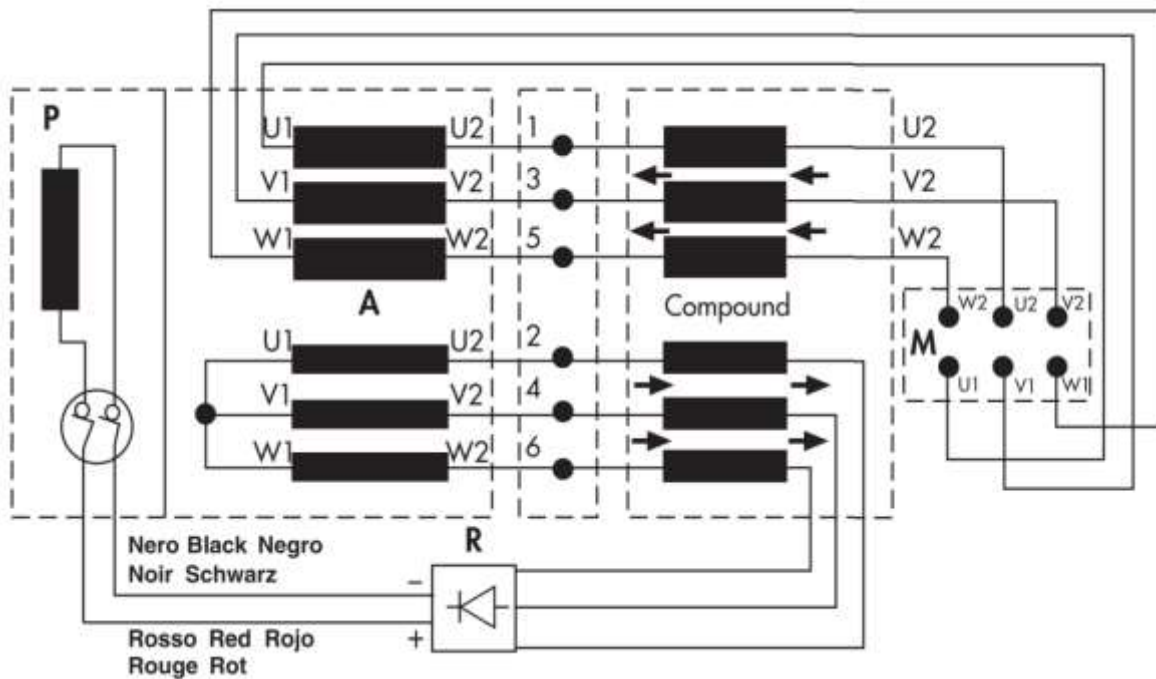 P
U1 U2 1 U2
V1 V2 3 V2
W1 W2 5 W2
A Compound
W2 U2 V2
M
U1 V1 W1
U1 U2 2
V1 V2 4
W1 W2 6
R
Nero Black Negro
Noir Schwarz
-
+
Rosso Red Rojo
Rouge Rot